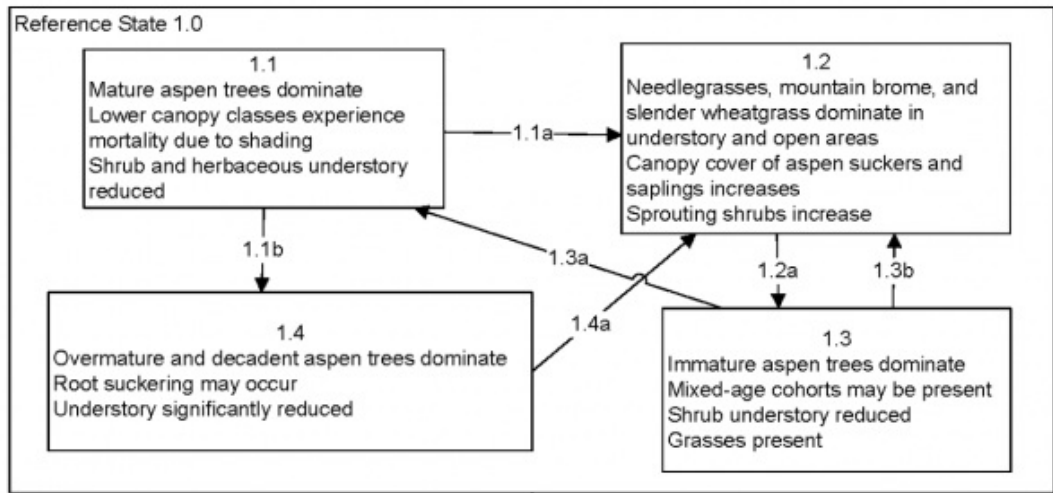 Reference State 1.0
1.1
Mature aspen trees dominate
Lower canopy classes experience
mortality due to shading
Shrub and herbaceous understory
reduced
1.1a
1.2
Needlegrasses, mountain brome, and
slender wheatgrass dominate in
understory and open areas
Canopy cover of aspen suckers and
saplings increases
Sprouting shrubs increase
1.1b
1.3a
1.4a
1.2a
1.3b
1.4
Overmature and decadent aspen trees dominate
Root suckering may occur
Understory significantly reduced
1.3
Immature aspen trees dominate
Mixed-age cohorts may be present
Shrub understory reduced
Grasses present